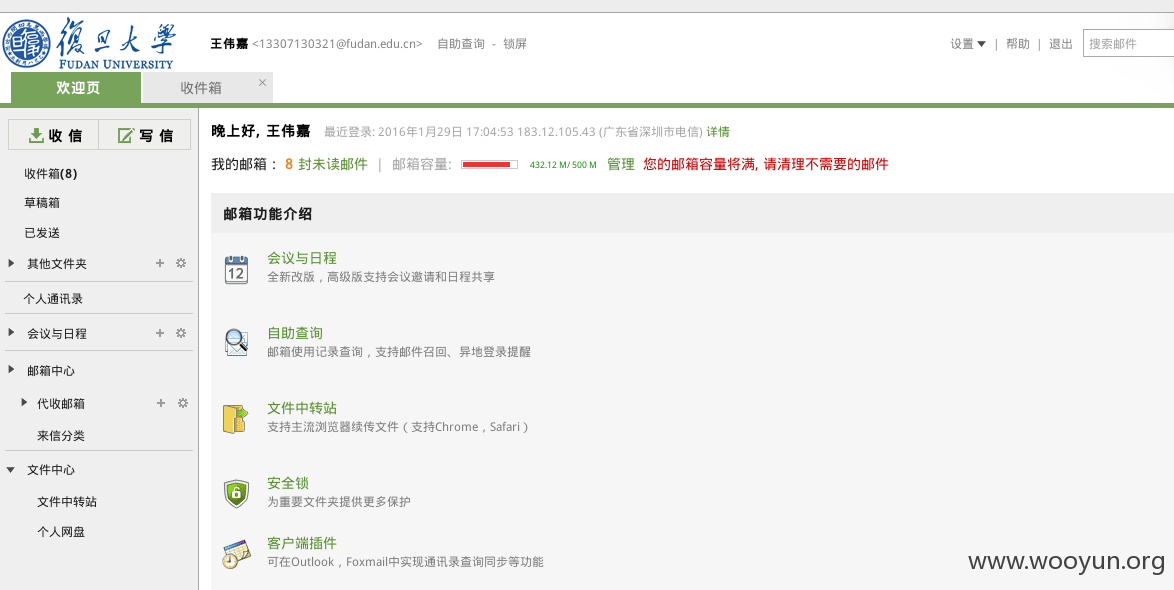 復旦大学
FUDAN UNIVERSITY
王伟嘉 <13307130321@fudan.edu.cn> 自助查询 - 锁屏
设置 | 帮助 | 退出 搜索邮件
欢迎页 收件箱 ×
收信 写信
晚上好, 王伟嘉 最近登录: 2016年1月29日 17:04:53 183.12.105.43 (广东省深圳市电信) 详情
我的邮箱： 8 封未读邮件 | 邮箱容量: 432.12 M/ 500 M 管理 您的邮箱容量将满, 请清理不需要的邮件
收件箱(8)
草稿箱
已发送
其他文件夹
个人通讯录
会议与日程
邮箱中心
代收邮箱
来信分类
文件中心
文件中转站
个人网盘
邮箱功能介绍
12
会议与日程
全新改版，高级版支持会议邀请和日程共享
自助查询
邮箱使用记录查询，支持邮件召回、异地登录提醒
文件中转站
支持主流浏览器续传文件（支持Chrome，Safari）
安全锁
为重要文件夹提供更多保护
客户端插件
可在Outlook，Foxmail中实现通讯录查询同步等功能
www.wooyun.org